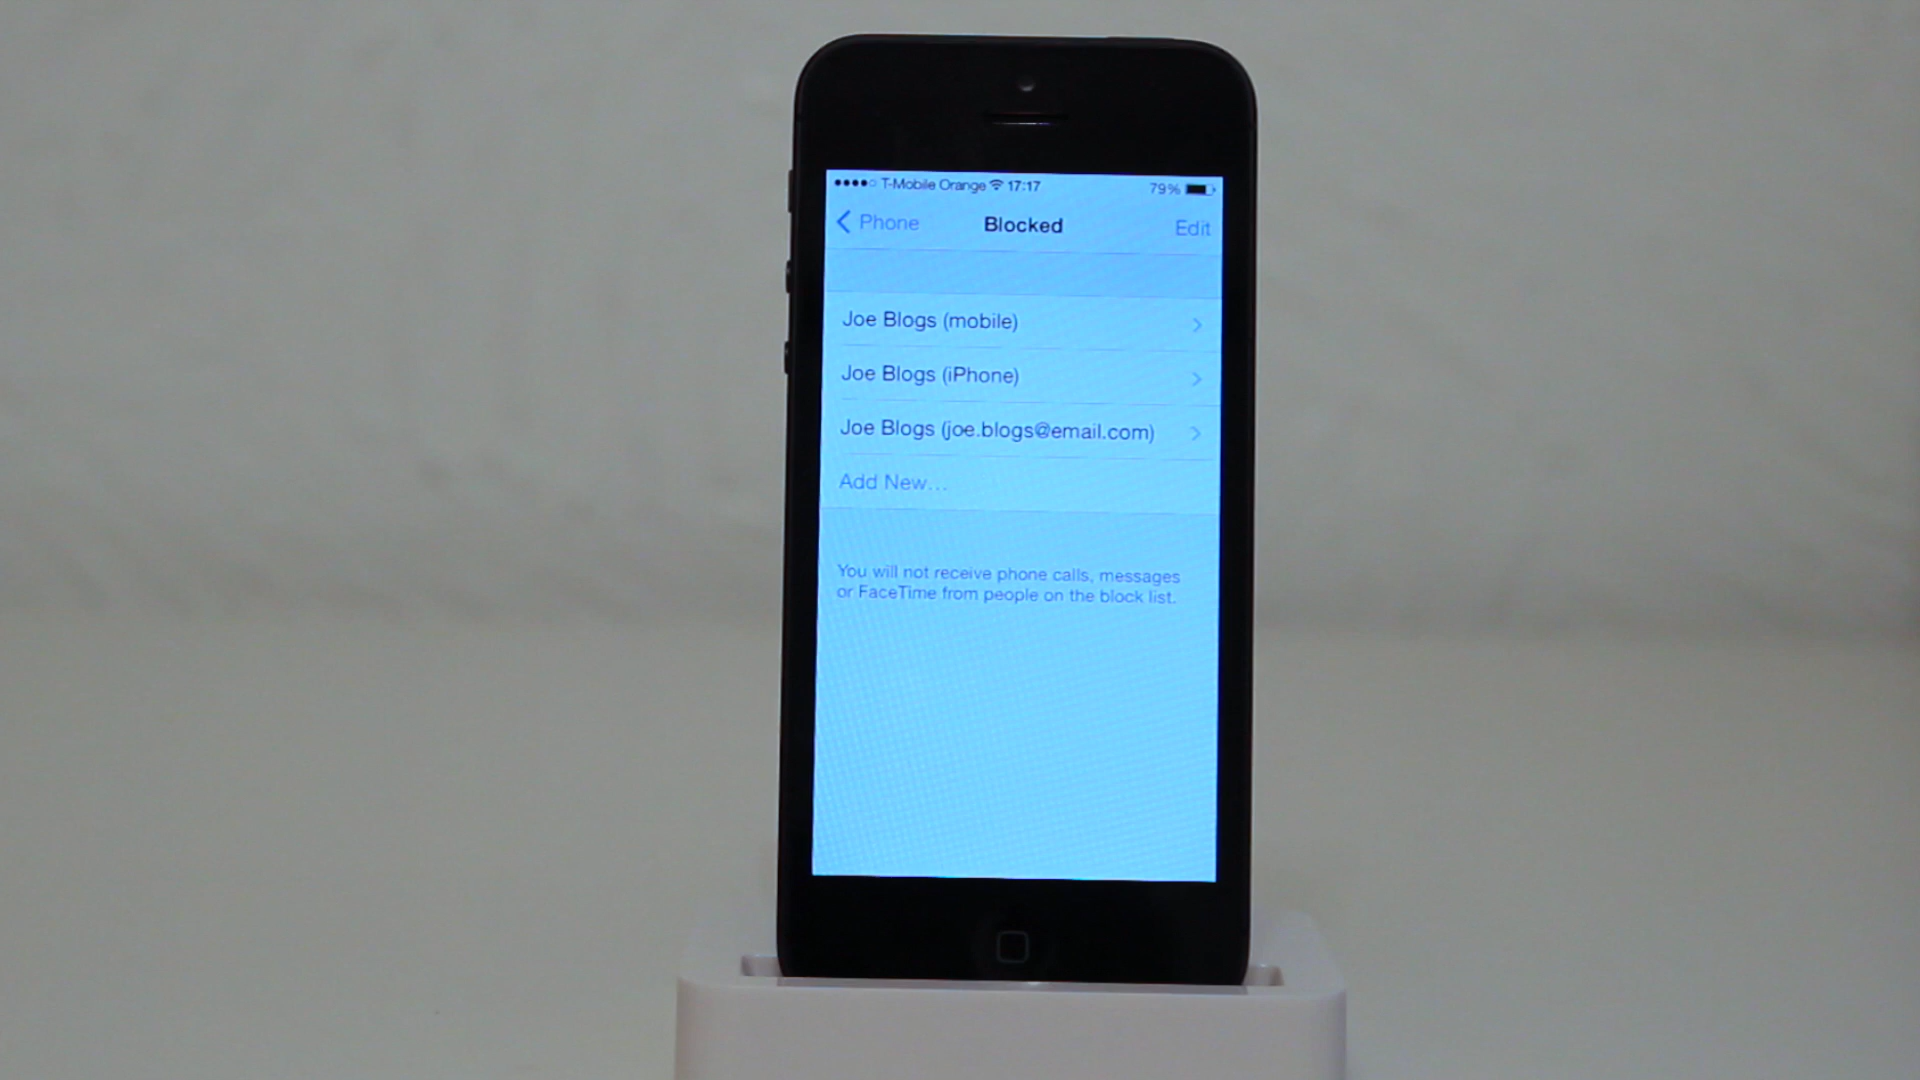 T-Mobile Orange 17:17 79%
Phone Blocked Edit
Joe Blogs (mobile)
Joe Blogs (iPhone)
Joe Blogs (joe.blogs@email.com)
Add New...
You will not receive phone calls, messages
or FaceTime from people on the block list.